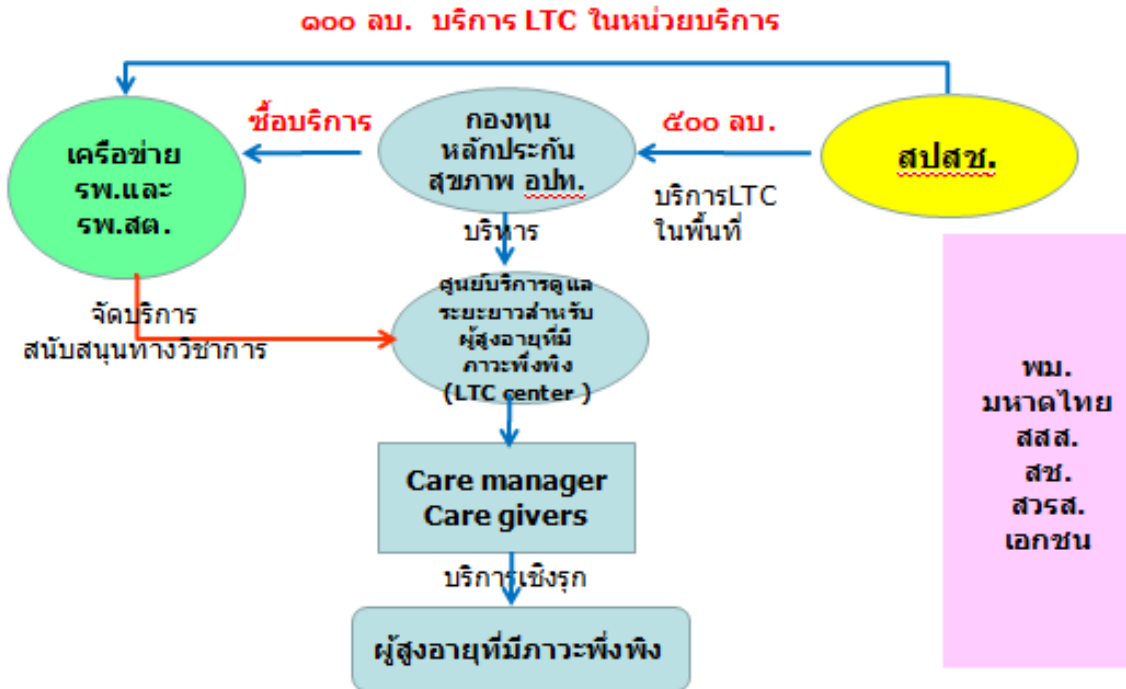 ๑๐๐ ลบ. บริการ LTC ในหน่วยบริการ
ซื้อบริการ
กองทุน
หลักประกัน
สุขภาพ อปท.
๕๐๐ ลบ.
สปสช.
เครือข่าย
รพ.และ
รพ.สต.
บริการLTC
ในพื้นที่
บริหาร
ศูนย์บริการดูแล
ระยะยาวสำหรับ
ผู้สูงอายุที่มี
ภาวะพึ่งพิง
(LTC center )
จัดบริการ
สนับสนุนทางวิชาการ
พม.
มหาดไทย
สสส.
สช.
สวรส.
เอกชน
Care manager
Care givers
บริการเชิงรุก
ผู้สูงอายุที่มีภาวะพึ่งพิง